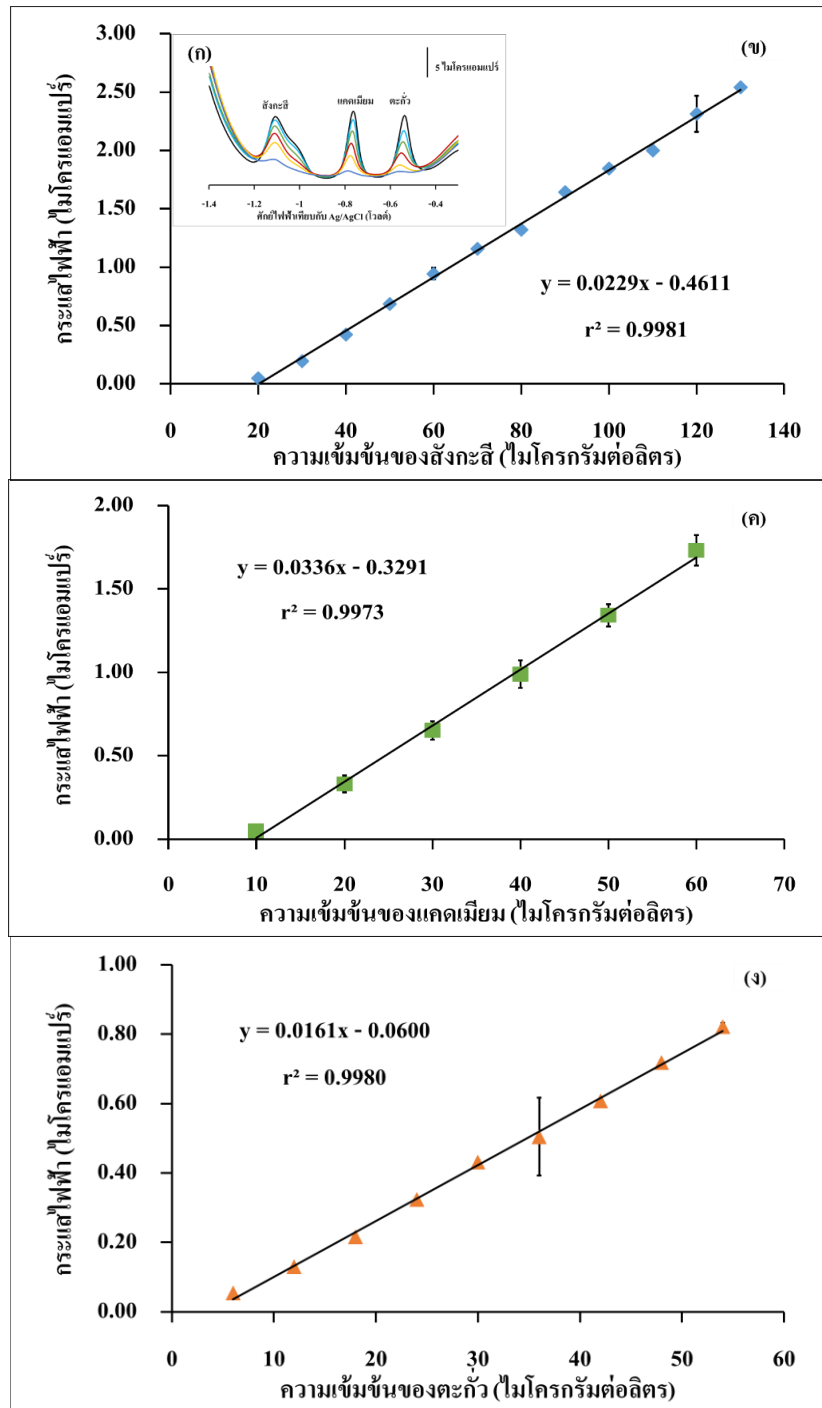 3.00
2.50
2.00
1.50
1.00
0.50
0.00
กระแสไฟฟ้า (ไมโครแอมแปร์)
(ก)
5 ไมโครแอมแปร์
สังกะสี
แคดเมียม
ตะกั่ว
-1.4 -1.2 -1 -0.8 -0.6 -0.4
ศักย์ไฟฟ้าเทียบกับ Ag/AgCl (โวลต์)
(ข)
y = 0.0229x - 0.4611
r² = 0.9981
0 20 40 60 80 100 120 140
ความเข้มข้นของสังกะสี (ไมโครกรัมต่อลิตร)
2.00
1.50
1.00
0.50
0.00
กระแสไฟฟ้า (ไมโครแอมแปร์)
(ค)
y = 0.0336x - 0.3291
r² = 0.9973
0 10 20 30 40 50 60 70
ความเข้มข้นของแคดเมียม (ไมโครกรัมต่อลิตร)
1.00
0.80
0.60
0.40
0.20
0.00
กระแสไฟฟ้า (ไมโครแอมแปร์)
(ง)
y = 0.0161x - 0.0600
r² = 0.9980
0 10 20 30 40 50 60
ความเข้มข้นของตะกั่ว (ไมโครกรัมต่อลิตร)